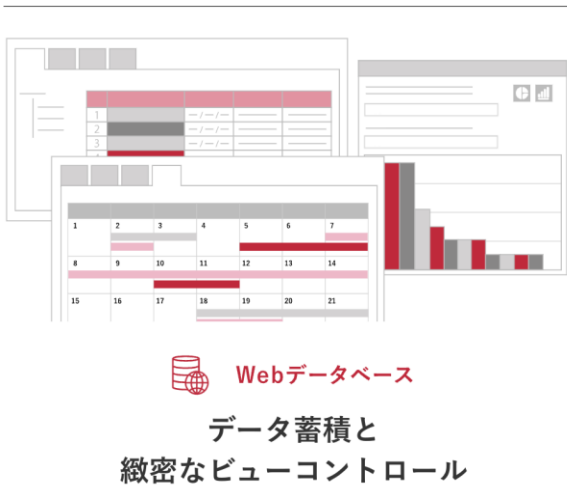 1
2 -/-/-
3 -/-/-
1 2 3 4 5 6 7
8 9 10 11 12 13 14
15 16 17 18 19 20 21
Webデータベース
データ蓄積と
緻密なビューコントロール